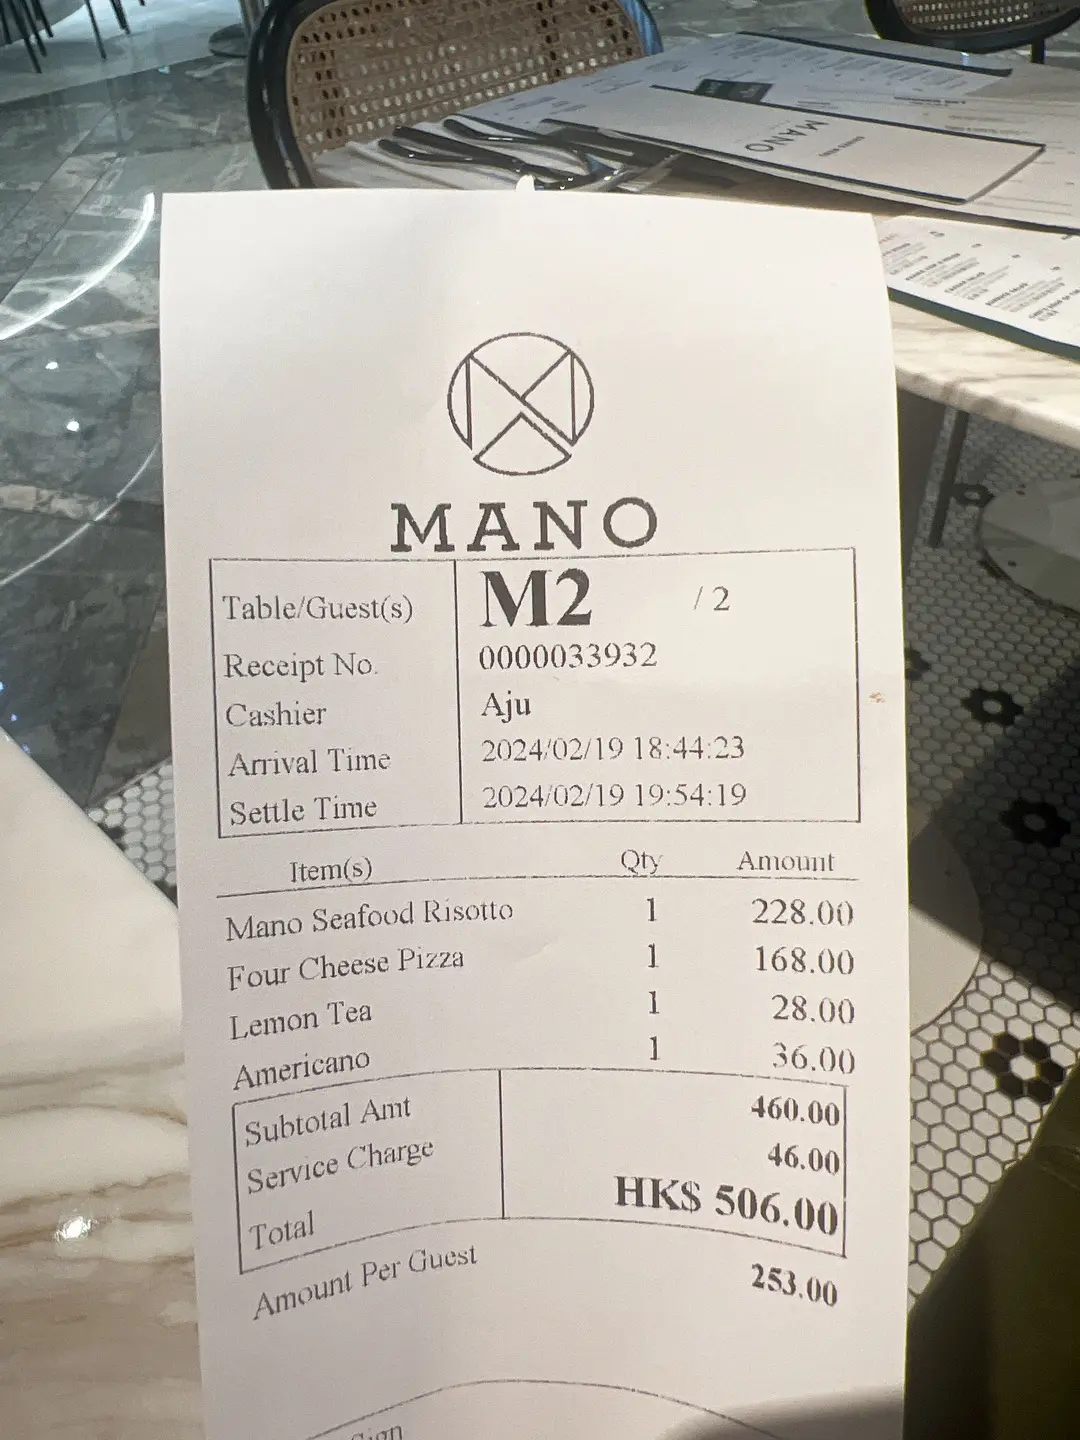 MANO
MANO
Table/Guest(s) M2 / 2
Receipt No. 0000033932
Cashier Aju
Arrival Time 2024/02/19 18:44:23
Settle Time 2024/02/19 19:54:19
Item(s) Qty Amount
Mano Seafood Risotto 1 228.00
Four Cheese Pizza 1 168.00
Lemon Tea 1 28.00
Americano 1 36.00
Subtotal Amt 460.00
Service Charge 46.00
Total HK$ 506.00
Amount Per Guest 253.00
Sign